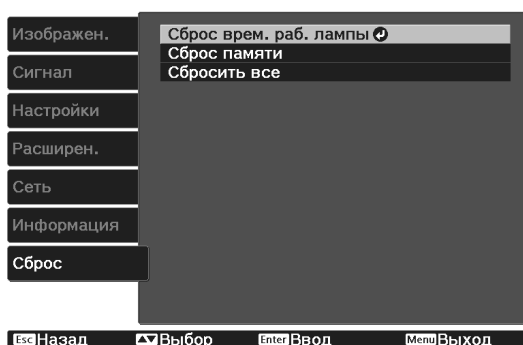 Изображен.
Сигнал
Настройки
Расширен.
Сеть
Информация
Сброс
Сброс врем. раб. лампы
Сброс памяти
Сбросить все
Esc Назад Выбор Enter Ввод Menu Выход